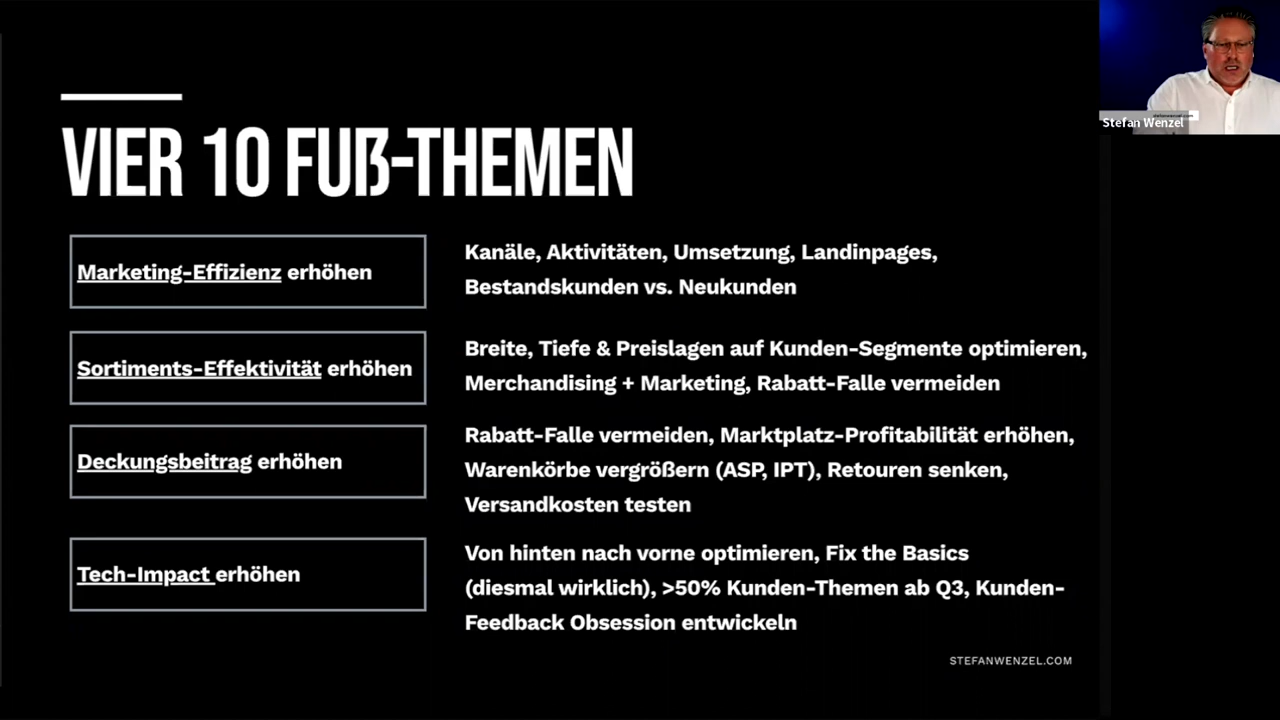 VIER 10 FUß-THEMEN
Marketing-Effizienz erhöhen
Kanäle, Aktivitäten, Umsetzung, Landinpages,
Bestandskunden vs. Neukunden
Sortiments-Effektivität erhöhen
Breite, Tiefe & Preislagen auf Kunden-Segmente optimieren,
Merchandising + Marketing, Rabatt-Falle vermeiden
Deckungsbeitrag erhöhen
Rabatt-Falle vermeiden, Marktplatz-Profitabilität erhöhen,
Warenkörbe vergrößern (ASP, IPT), Retouren senken,
Versandkosten testen
Tech-Impact erhöhen
Von hinten nach vorne optimieren, Fix the Basics
(diesmal wirklich), >50% Kunden-Themen ab Q3, Kunden-
Feedback Obsession entwickeln
STEFANWENZEL.COM
Stefan Wenzel